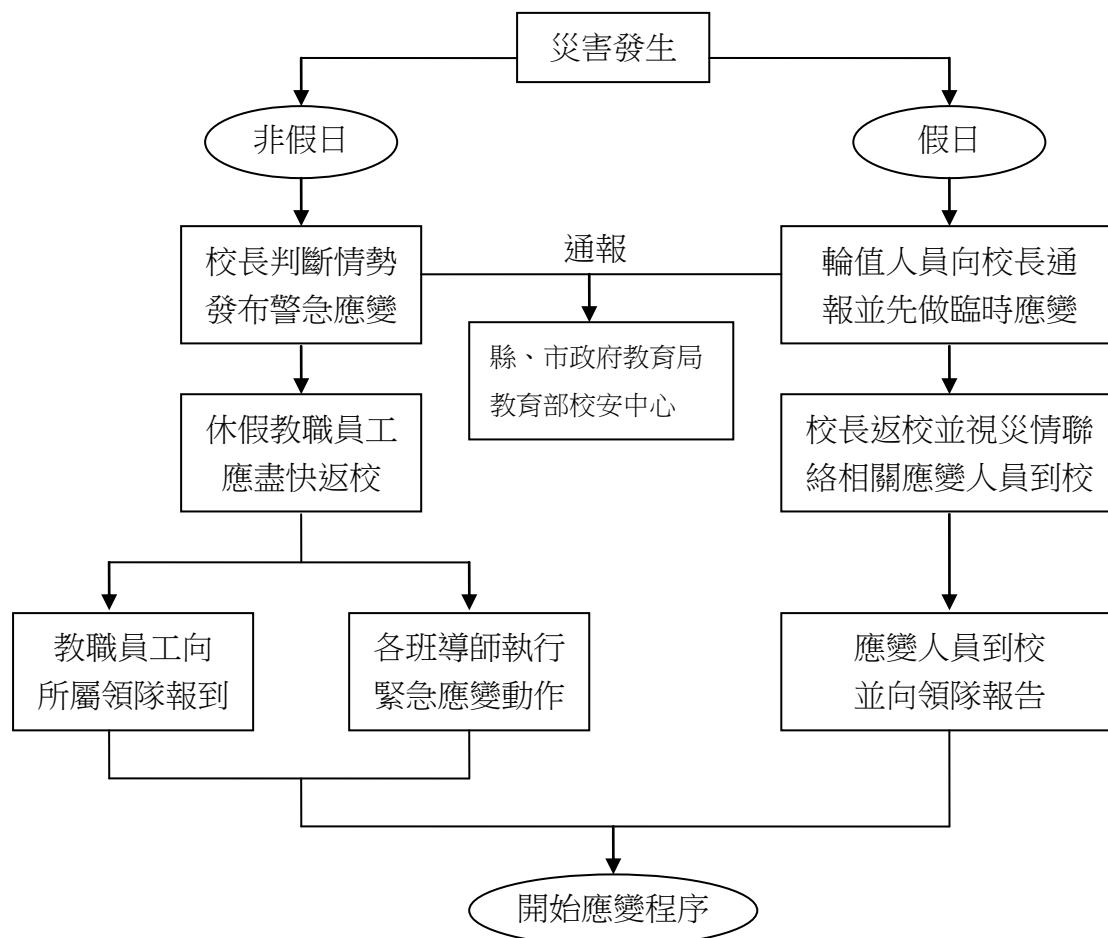 災害發生
非假日
假日
校長判斷情勢
發布警急應變
通報
輪值人員向校長通
報並先做臨時應變
縣、市政府教育局
教育部校安中心
休假教職員工
應盡快返校
校長返校並視災情聯
絡相關應變人員到校
教職員工向
所屬領隊報到
各班導師執行
緊急應變動作
應變人員到校
並向領隊報告
開始應變程序